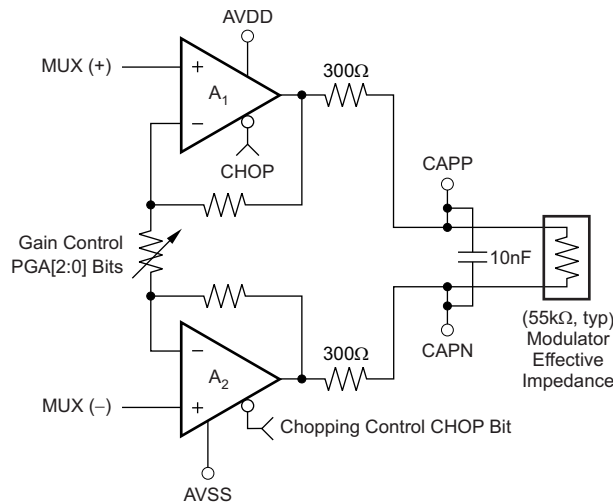 AVDD
MUX (+)
+
A1
−
300Ω
CHOP
CAPP
Gain Control
PGA[2:0] Bits
10nF
(55kΩ, typ)
Modulator
Effective
Impedance
CAPN
300Ω
−
A2
MUX (−)
+
Chopping Control CHOP Bit
AVSS